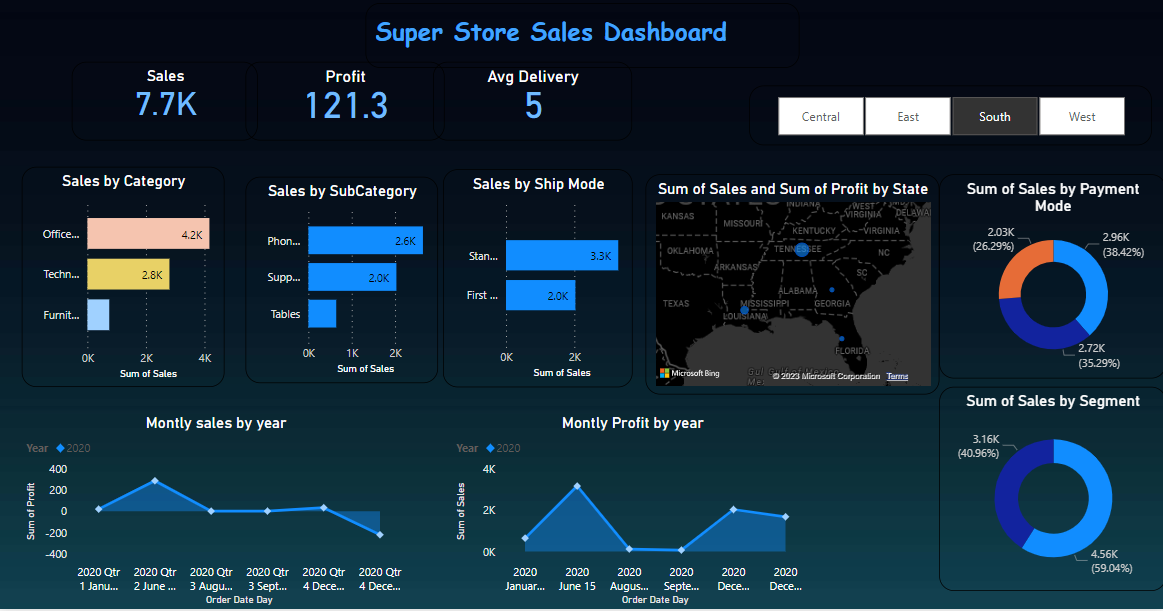 Super Store Sales Dashboard
Sales
7.7K
Profit
121.3
Avg Delivery
5
Central
East
South
West
Sales by Category
Office...
4.2K
Techn...
2.8K
Furnit...
0K
2K
4K
Sum of Sales
Sales by SubCategory
Phon...
2.6K
Supp...
2.0K
Tables
0K
1K
2K
Sum of Sales
Sales by Ship Mode
Stan...
3.3K
First ...
2.0K
0K
2K
Sum of Sales
Sum of Sales and Sum of Profit by State
INDIANA
WEST
VIRGINIA
DELAWA
KANSAS
MISSOURI
KENTUCKY
VIRGINIA
OKLAHOMA
TENNESSEE
NC
ARKANSAS
SC
ALABAMA
TEXAS
MISSISSIPPI
GEORGIA
LOUISIANA
FLORIDA
Gulf of Mexico
Microsoft Bing
© 2023 Microsoft Corporation
Terms
Sum of Sales by Payment
Mode
2.03K
(26.29%)
2.96K
(38.42%)
2.72K
(35.29%)
Montly sales by year
Year
2020
Sum of Profit
400
200
0
-200
-400
2020 Qtr
1 Janu...
2020 Qtr
2 June ...
2020 Qtr
3 Augu...
2020 Qtr
3 Sept...
2020 Qtr
4 Dece...
2020 Qtr
4 Dece...
Order Date Day
Montly Profit by year
Year
2020
Sum of Sales
4K
2K
0K
2020
Januar...
2020
June 15
2020
Augus...
2020
Septe...
2020
Dece...
2020
Dece...
Order Date Day
Sum of Sales by Segment
3.16K
(40.96%)
4.56K
(59.04%)